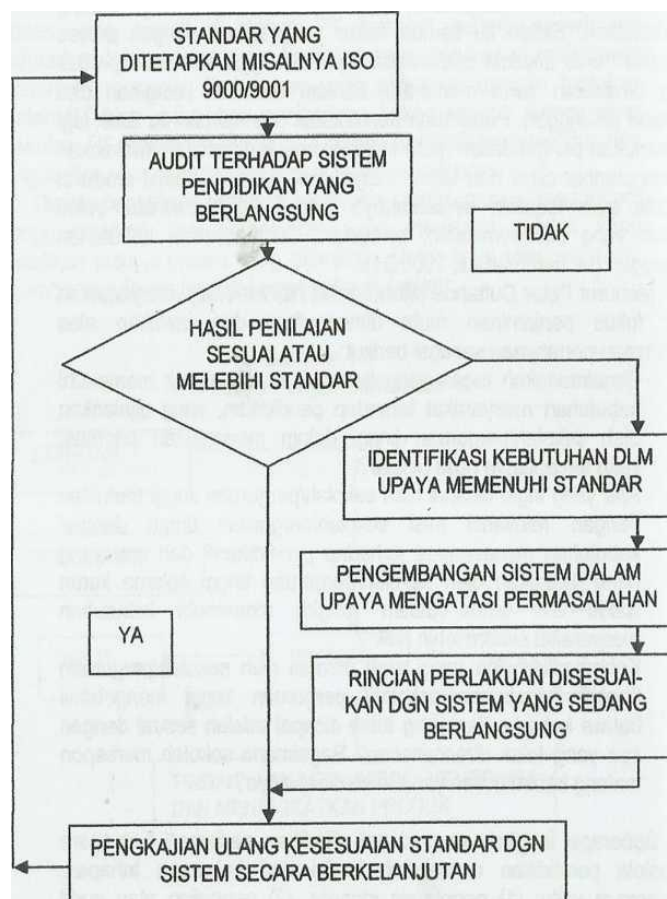 STANDAR YANG
DITETAPKAN MISALNYA ISO
9000/9001
AUDIT TERHADAP SISTEM
PENDIDIKAN YANG
BERLANGSUNG
TIDAK
HASIL PENILAIAN
SESUAI ATAU
MELEBIHI STANDAR
IDENTIFIKASI KEBUTUHAN DLM
UPAYA MEMENUHI STANDAR
PENGEMBANGAN SISTEM DALAM
UPAYA MENGATASI PERMASALAHAN
YA
RINCIAN PERLAKUAN DISESUAI-
KAN DGN SISTEM YANG SEDANG
BERLANGSUNG
PENGKAJIAN ULANG KESESUAIAN STANDAR DGN
SISTEM SECARA BERKELANJUTAN